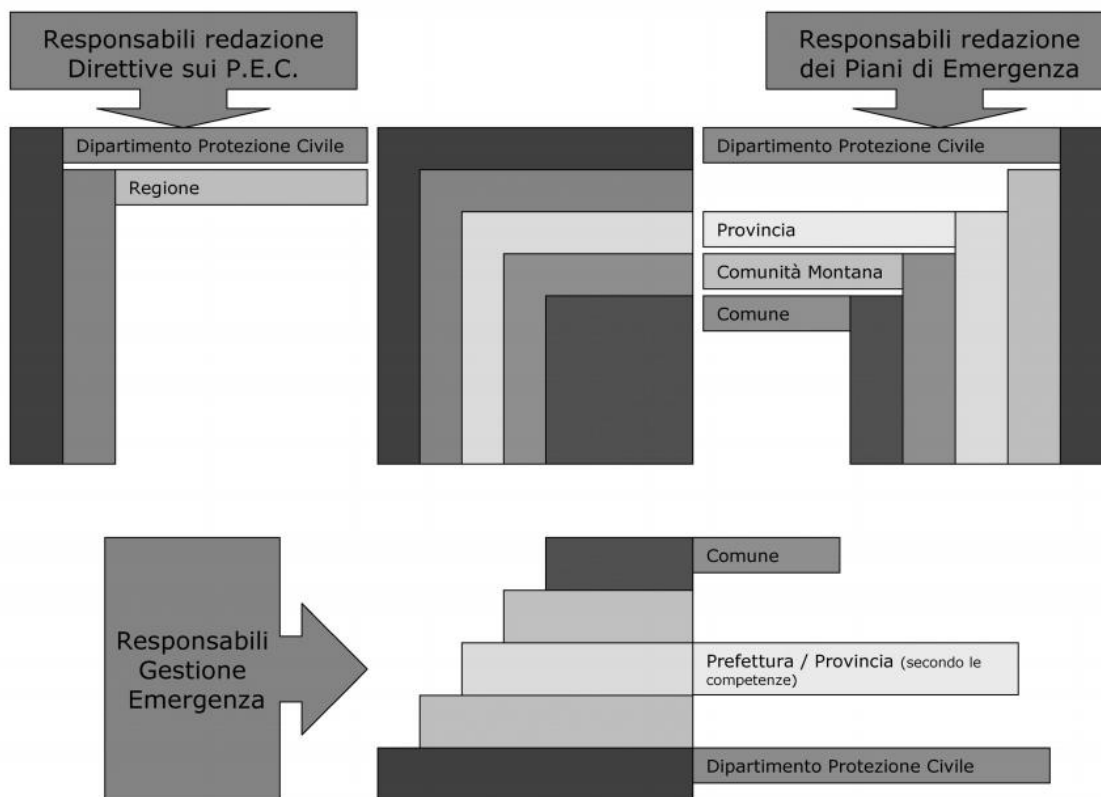 Responsabili redazione
Direttive sui P.E.C.
Responsabili redazione
dei Piani di Emergenza
Dipartimento Protezione Civile
Regione
Dipartimento Protezione Civile
Provincia
Comunità Montana
Comune
Responsabili
Gestione
Emergenza
Comune
Prefettura / Provincia (secondo le
competenze)
Dipartimento Protezione Civile